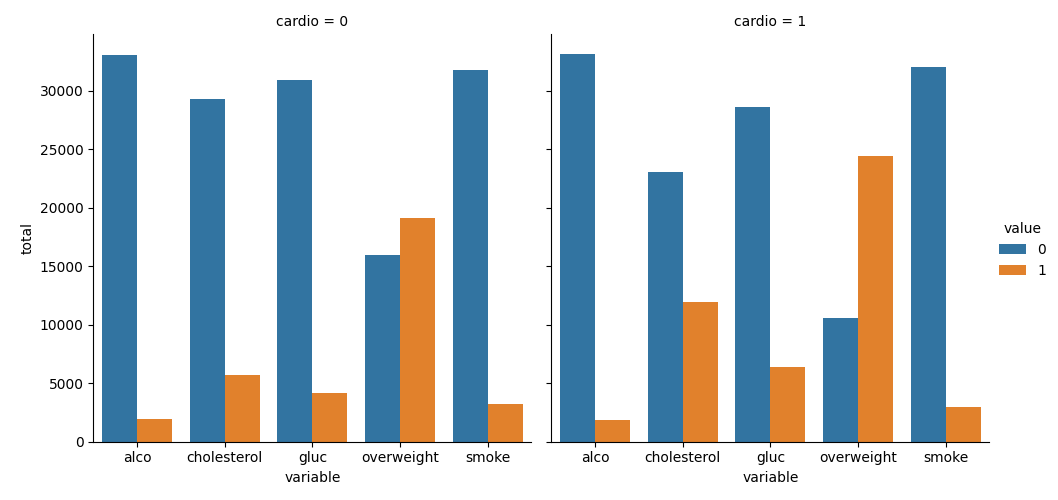 cardio = 0
cardio = 1
30000
25000
20000
15000
10000
5000
0
total
alco cholesterol gluc overweight smoke
variable
alco cholesterol gluc overweight smoke
variable
value
0
1